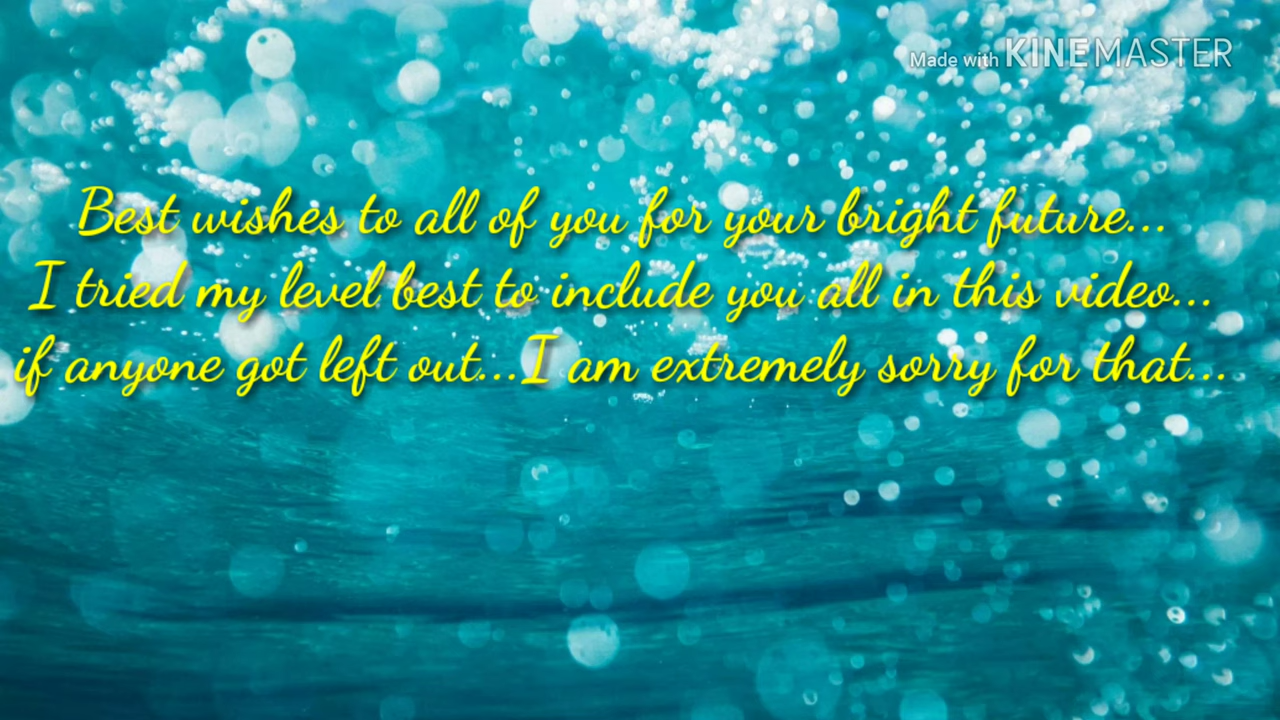 Made with KINEMASTER
Best wishes to all of you for your bright future...
I tried my level best to include you all in this video...
if anyone got left out...I am extremely sorry for that...